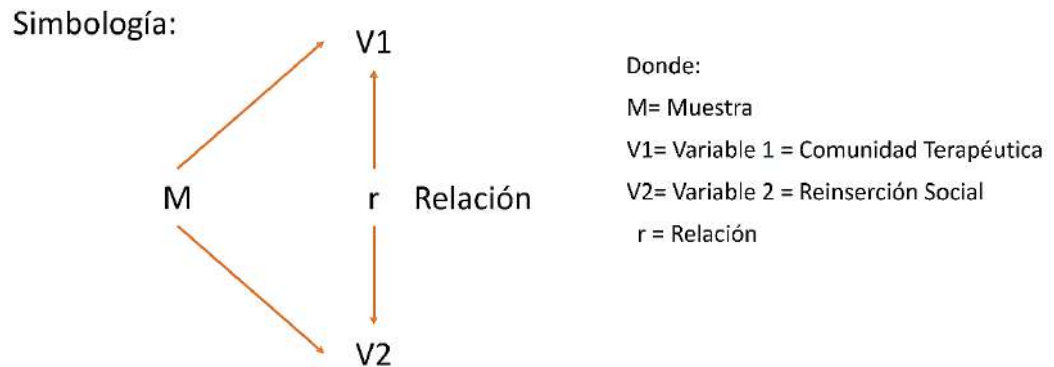 Simbología:
V1
M
r Relación
V2
Donde:
M= Muestra
V1= Variable 1 = Comunidad Terapéutica
V2= Variable 2 = Reinserción Social
r = Relación